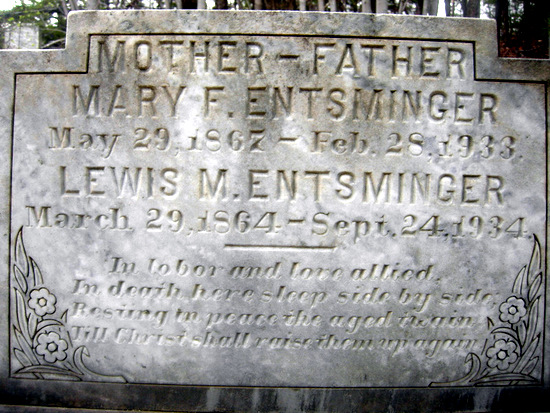 MOTHER – FATHER
MARY F. ENTSMINGER
May 29, 1867 – Feb. 28, 1933.
LEWIS M. ENTSMINGER
March 29, 1864 – Sept. 24, 1934.
In lobor and love allied.
In death here sleep side by side,
Resting in peace the aged twain
Till Christ shall raise them up again